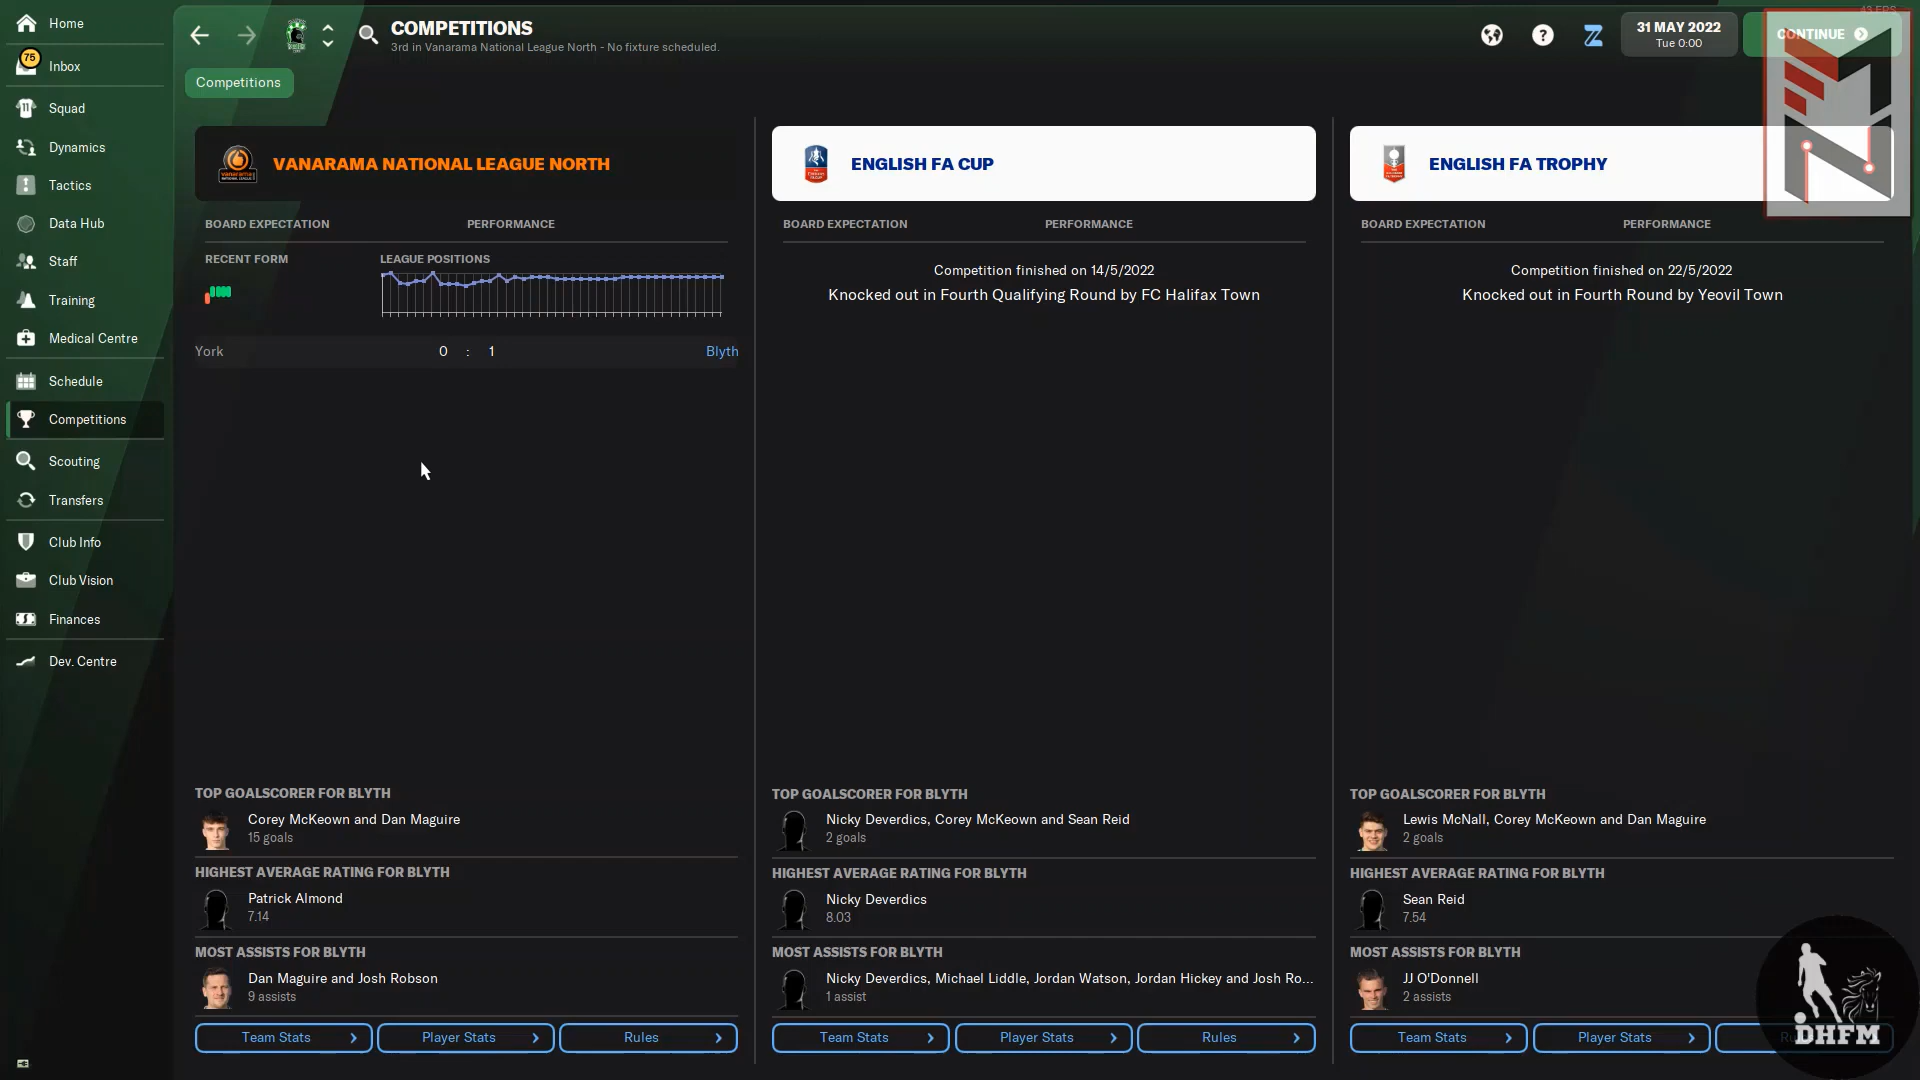 Home
75
Inbox
Squad
Dynamics
Tactics
Data Hub
Staff
Training
Medical Centre
Schedule
Competitions
Scouting
Transfers
Club Info
Club Vision
Finances
Dev. Centre
COMPETITIONS
3rd in Vanarama National League North - No fixture scheduled.
31 MAY 2022
Tue 0:00
43 FPS
CONTINUE
Competitions
VANARAMA NATIONAL LEAGUE NORTH
BOARD EXPECTATION PERFORMANCE
RECENT FORM LEAGUE POSITIONS
York 0 : 1 Blyth
TOP GOALSCORER FOR BLYTH
Corey McKeown and Dan Maguire
15 goals
HIGHEST AVERAGE RATING FOR BLYTH
Patrick Almond
7.14
MOST ASSISTS FOR BLYTH
Dan Maguire and Josh Robson
9 assists
Team Stats Player Stats Rules
ENGLISH FA CUP
BOARD EXPECTATION PERFORMANCE
Competition finished on 14/5/2022
Knocked out in Fourth Qualifying Round by FC Halifax Town
TOP GOALSCORER FOR BLYTH
Nicky Deverdics, Corey McKeown and Sean Reid
2 goals
HIGHEST AVERAGE RATING FOR BLYTH
Nicky Deverdics
8.03
MOST ASSISTS FOR BLYTH
Nicky Deverdics, Michael Liddle, Jordan Watson, Jordan Hickey and Josh Ro...
1 assist
Team Stats Player Stats Rules
ENGLISH FA TROPHY
BOARD EXPECTATION PERFORMANCE
Competition finished on 22/5/2022
Knocked out in Fourth Round by Yeovil Town
TOP GOALSCORER FOR BLYTH
Lewis McNall, Corey McKeown and Dan Maguire
2 goals
HIGHEST AVERAGE RATING FOR BLYTH
Sean Reid
7.54
MOST ASSISTS FOR BLYTH
JJ O'Donnell
2 assists
Team Stats Player Stats
DHFM